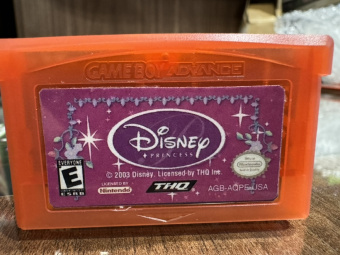 GAME BOY ADVANCE
Disney
PRINCESS
EVERYONE
E
ESRB
© 2003 Disney. Licensed by THQ Inc.
LICENSED BY
Nintendo
THQ
AGB-AQPE-USA